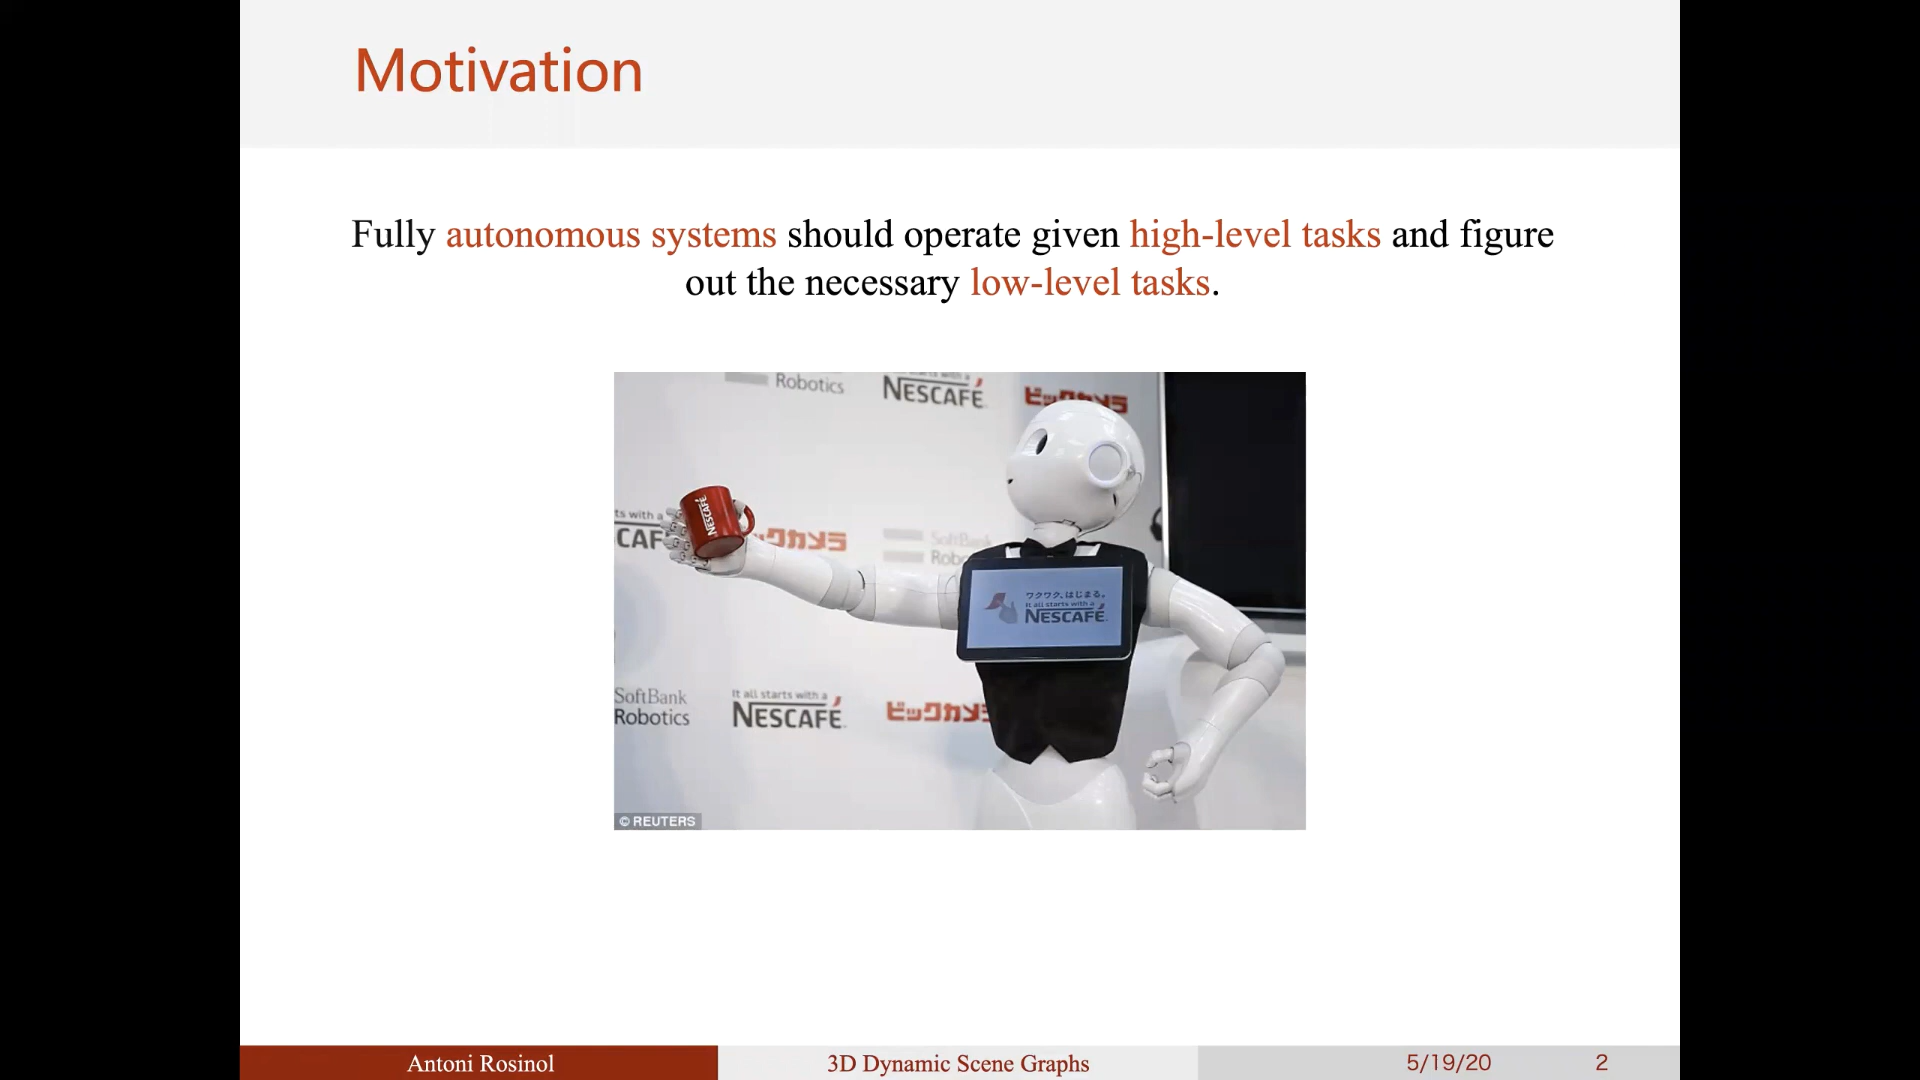 Motivation
Fully autonomous systems should operate given high-level tasks and figure
out the necessary low-level tasks.
Robotics
NESCAFÉ
ビックカメラ
NESCAFÉ
ts with a
CAF
ックカメラ
SoftBank
Robo
ワクワク、はじまる。
It all starts with a
NESCAFÉ
SoftBank
Robotics
It all starts with a
NESCAFÉ
ビックカメラ
© REUTERS
Antoni Rosinol
3D Dynamic Scene Graphs
5/19/20
2